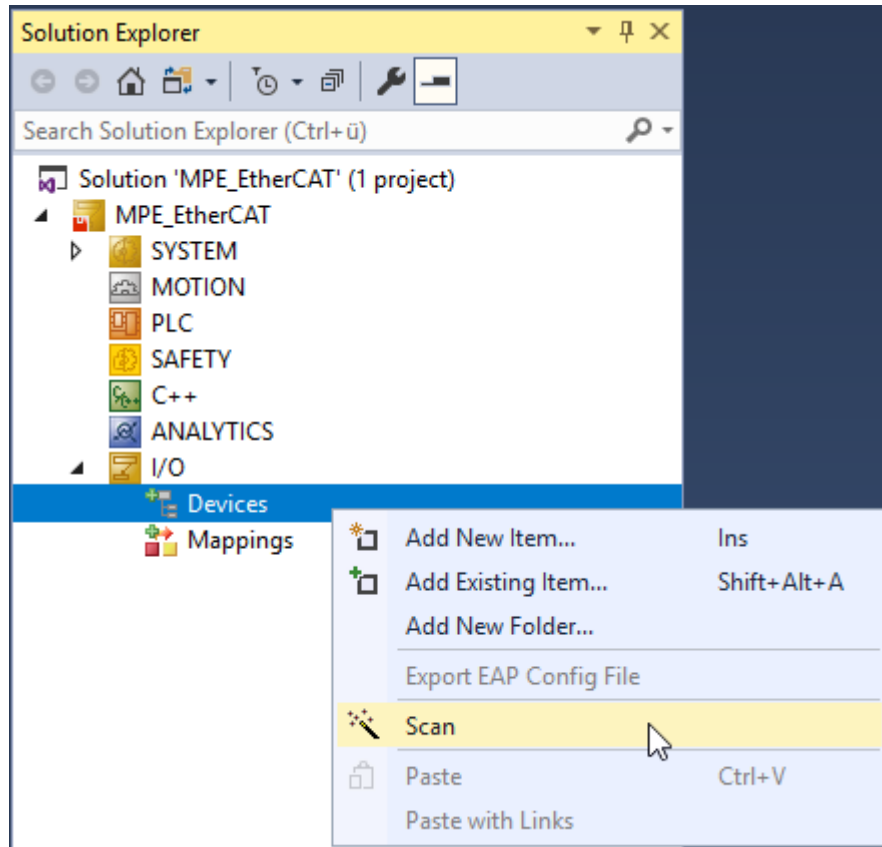 Solution Explorer
Search Solution Explorer (Ctrl+ü)
Solution 'MPE_EtherCAT' (1 project)
MPE_EtherCAT
SYSTEM
MOTION
PLC
SAFETY
C++
ANALYTICS
I/O
Devices
Mappings
Add New Item... Ins
Add Existing Item... Shift+Alt+A
Add New Folder...
Export EAP Config File
Scan
Paste Ctrl+V
Paste with Links